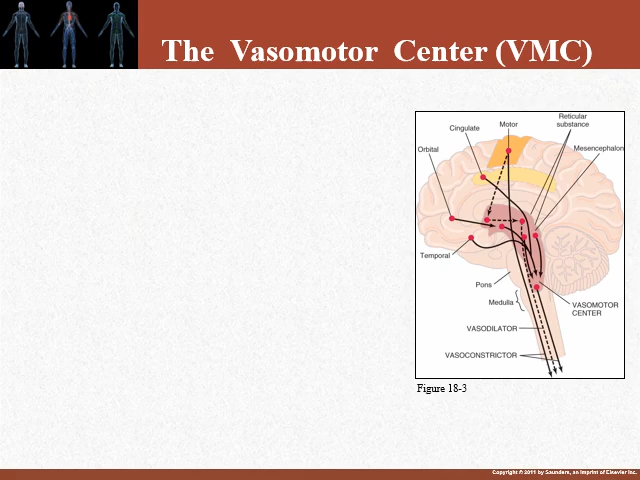 The Vasomotor Center (VMC)
Reticular
substance
Motor
Cingulate
Mesencephalon
Orbital
Temporal
Pons
Medulla
VASOMOTOR
CENTER
VASODILATOR
VASOCONSTRICTOR
Figure 18-3
Copyright © 2011 by Saunders, an imprint of Elsevier Inc.